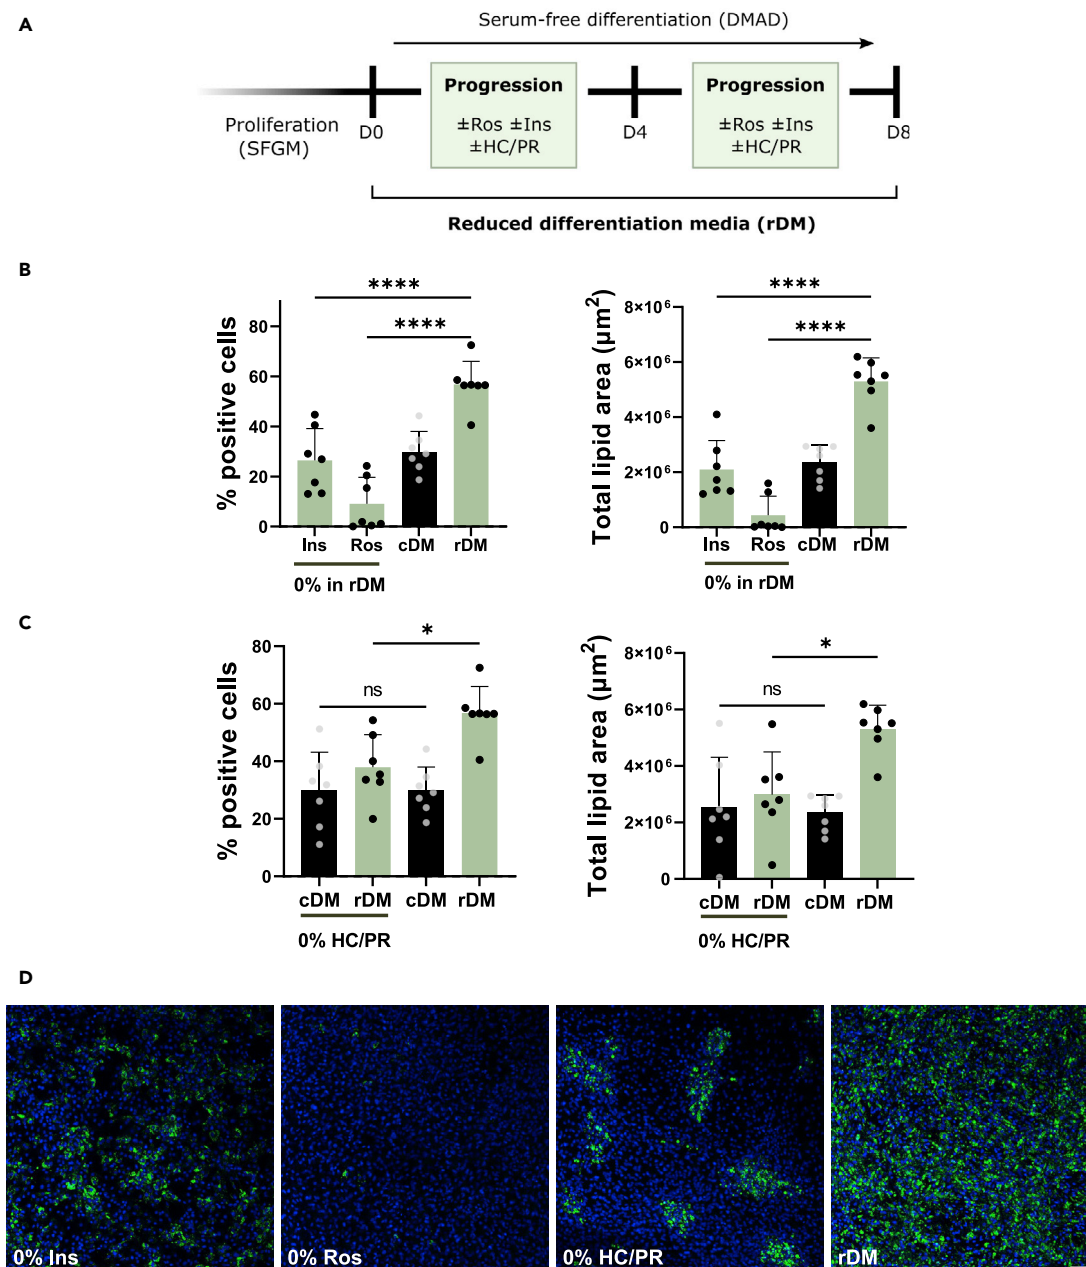 A
Serum-free differentiation (DMAD)
Progression
±Ros ±Ins
±HC/PR
Progression
±Ros ±Ins
±HC/PR
Proliferation
(SFGM)
D0
D4
D8
Reduced differentiation media (rDM)
B
% positive cells
80
60
40
20
0
****
****
Ins Ros cDM rDM
0% in rDM
Total lipid area (µm²)
8×10⁶
6×10⁶
4×10⁶
2×10⁶
0
****
****
Ins Ros cDM rDM
0% in rDM
C
% positive cells
80
60
40
20
0
*
ns
cDM rDM cDM rDM
0% HC/PR
Total lipid area (µm²)
8×10⁶
6×10⁶
4×10⁶
2×10⁶
0
*
ns
cDM rDM cDM rDM
0% HC/PR
D
0% Ins
0% Ros
0% HC/PR
rDM